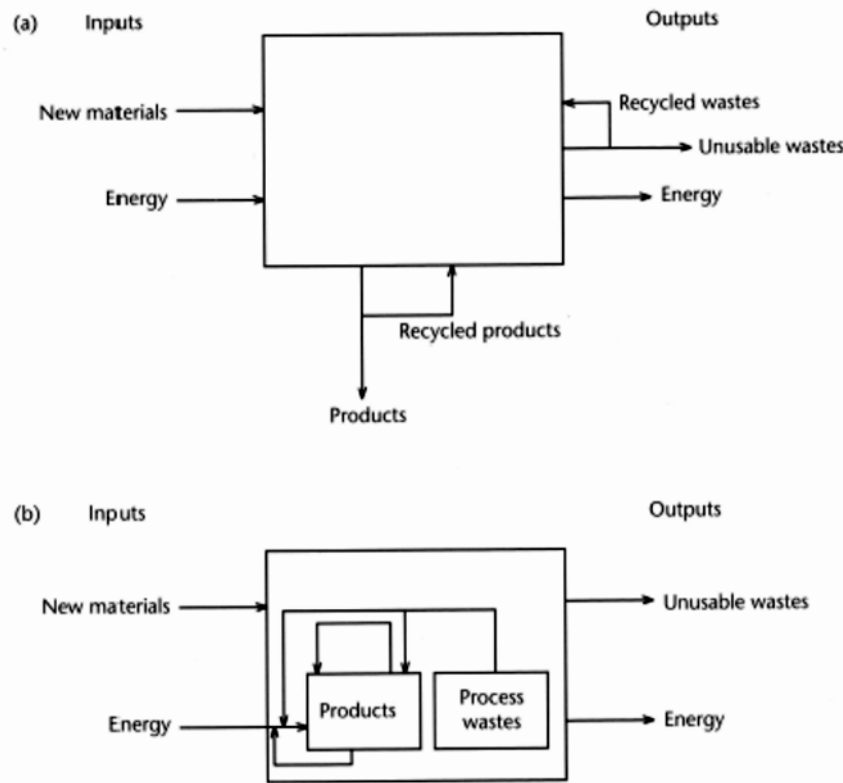 (a) Inputs Outputs
New materials
Recycled wastes
Unusable wastes
Energy
Energy
Recycled products
Products
(b) Inputs Outputs
New materials
Unusable wastes
Products
Process
wastes
Energy
Energy